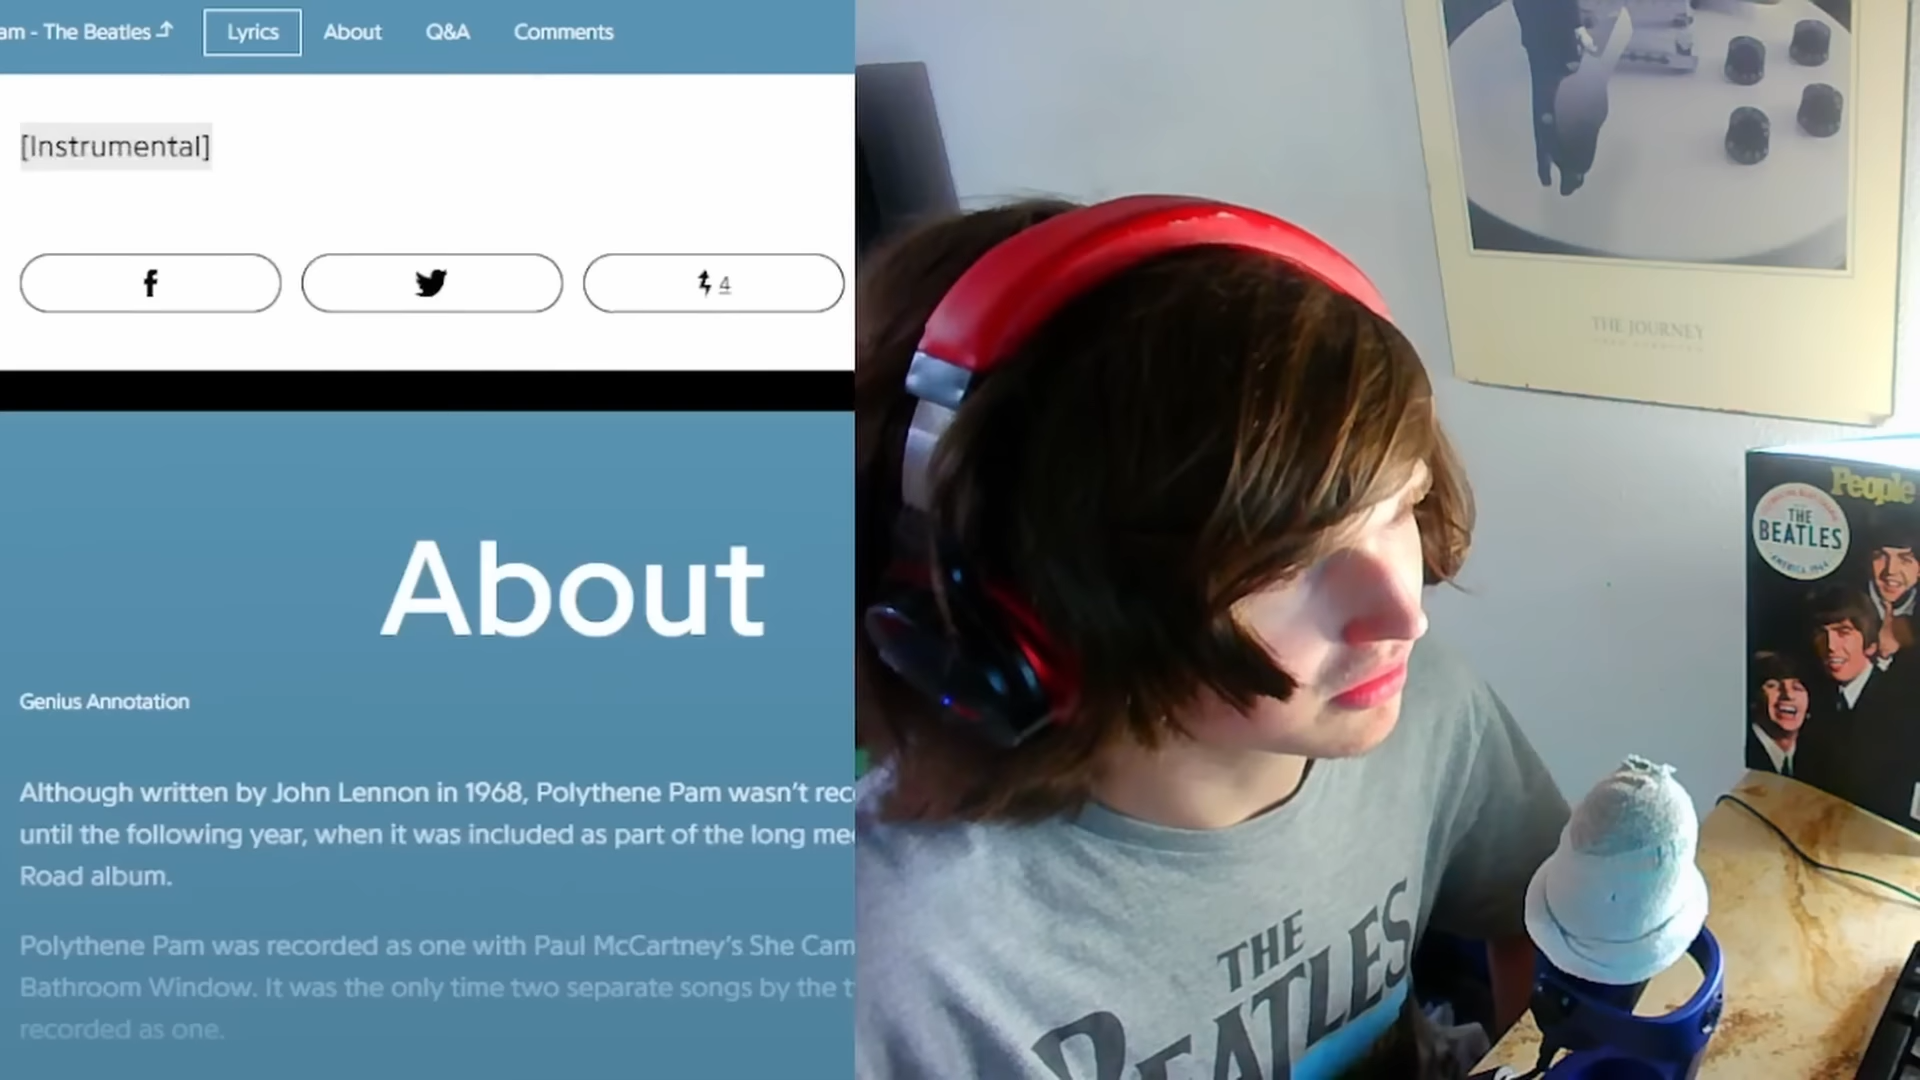 am - The Beatles
Lyrics
About
Q&A
Comments
[Instrumental]
4
About
Genius Annotation
Although written by John Lennon in 1968, Polythene Pam wasn't rec
until the following year, when it was included as part of the long me
Road album.
Polythene Pam was recorded as one with Paul McCartney's She Cam
Bathroom Window. It was the only time two separate songs by the t
recorded as one.
THE JOURNEY
People
THE
BEATLES
AMERICA, 1964
THE
BEATLES